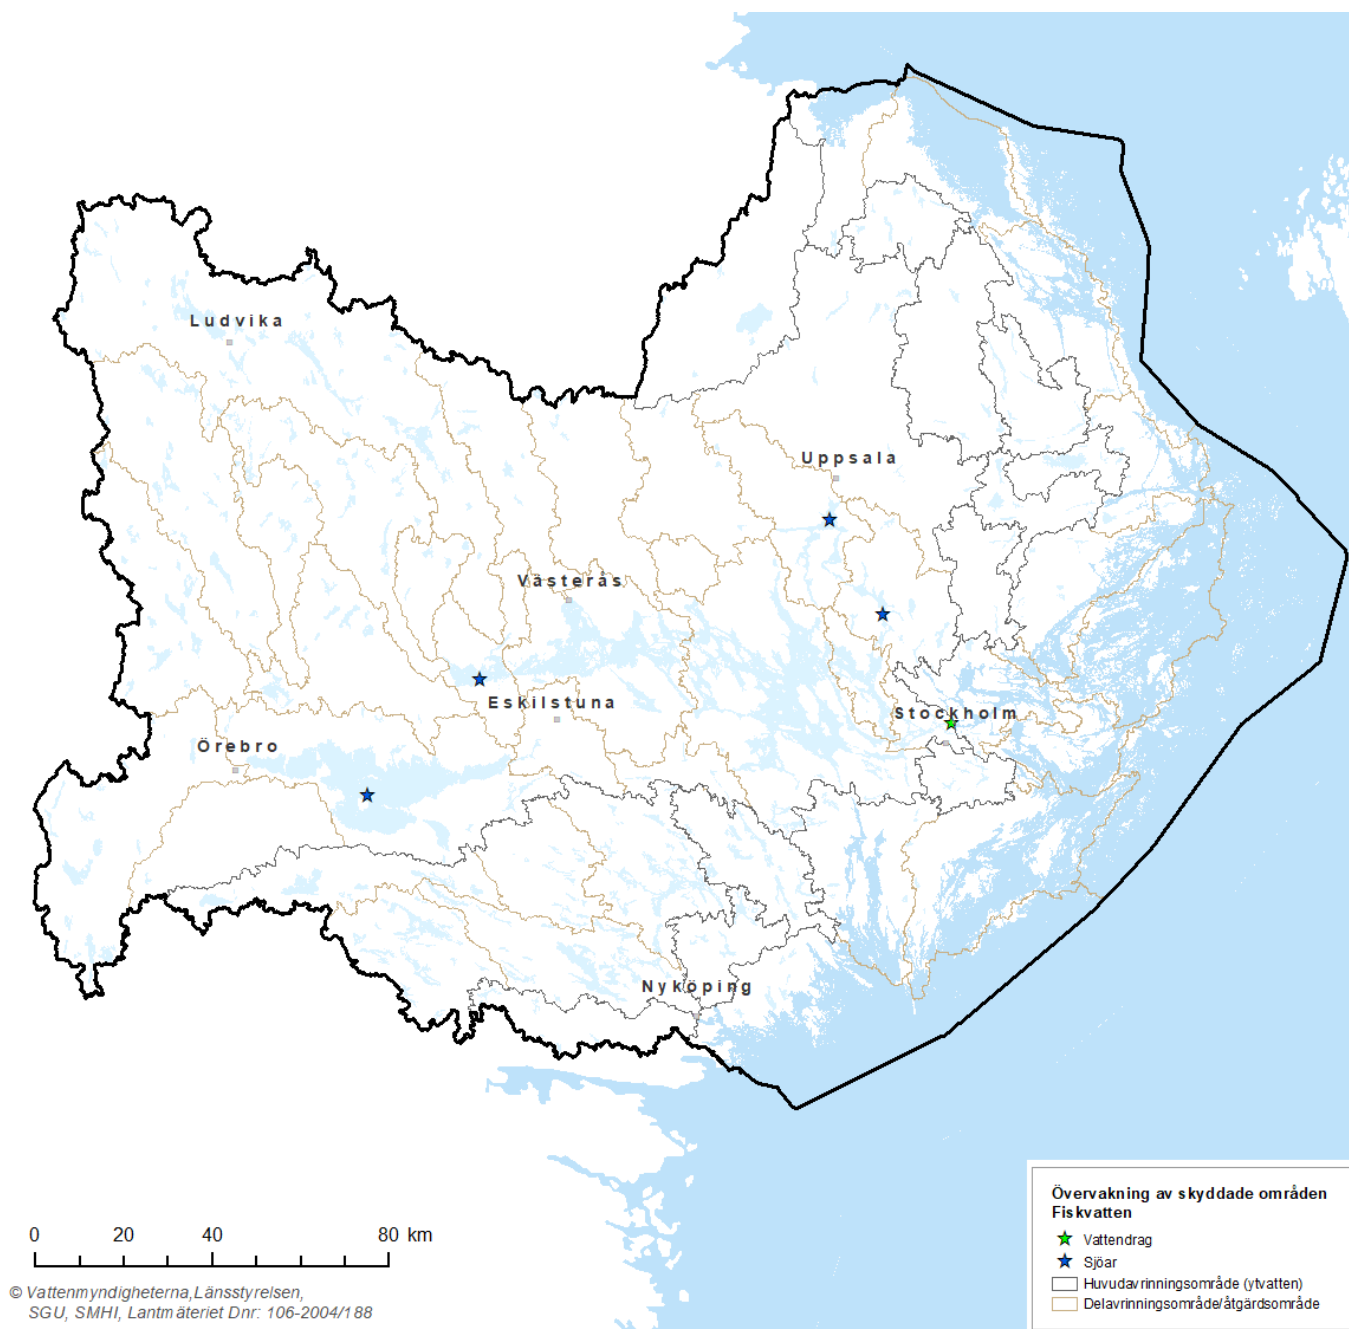 Ludvika
Uppsala
Västerås
Eskilstuna
Stockholm
Örebro
Nyköping
0 20 40 80 km
© Vattenmyndigheterna,Länsstyrelsen,
SGU, SMHI, Lantmäteriet Dnr: 106-2004/188
Övervakning av skyddade områden
Fiskvatten
Vattendrag
Sjöar
Huvudavrinningsområde (ytvatten)
Delavrinningsområde/åtgärdsområde